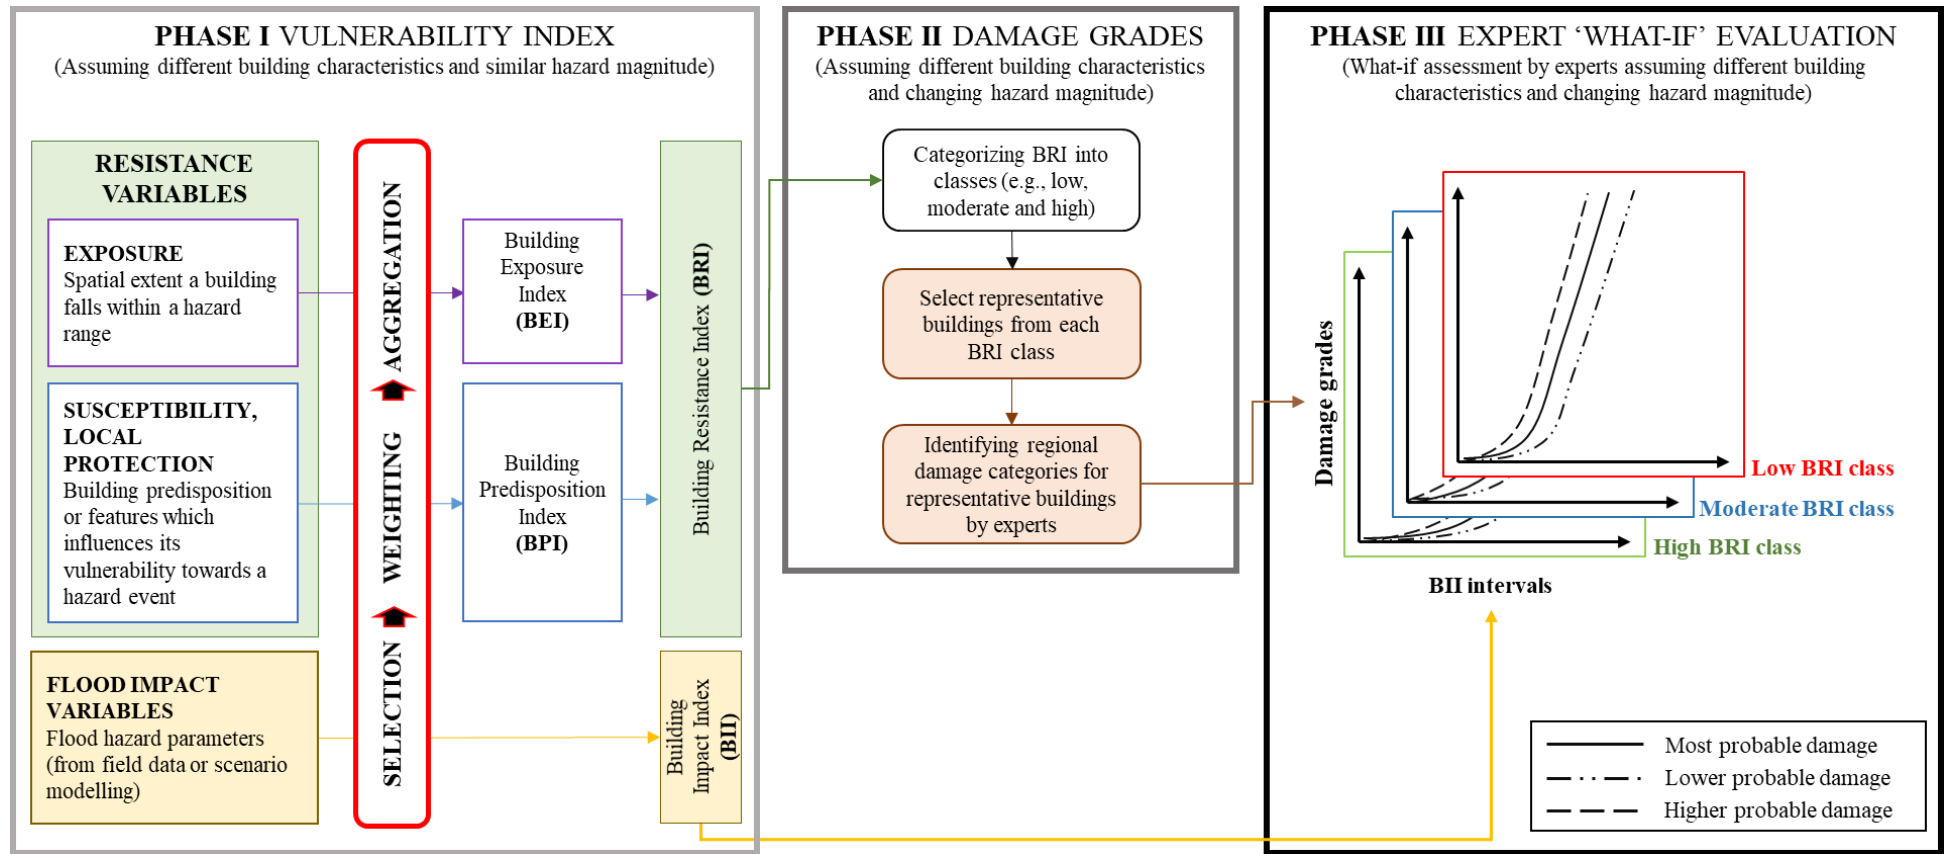 PHASE I VULNERABILITY INDEX
(Assuming different building characteristics and similar hazard magnitude)
RESISTANCE
VARIABLES
EXPOSURE
Spatial extent a building
falls within a hazard
range
SUSCEPTIBILITY,
LOCAL
PROTECTION
Building predisposition
or features which
influences its
vulnerability towards a
hazard event
FLOOD IMPACT
VARIABLES
Flood hazard parameters
(from field data or scenario
modelling)
SELECTION
WEIGHTING
AGGREGATION
Building
Exposure
Index
(BEI)
Building
Predisposition
Index
(BPI)
Building Resistance Index (BRI)
Building
Impact Index
(BII)
PHASE II DAMAGE GRADES
(Assuming different building characteristics
and changing hazard magnitude)
Categorizing BRI into
classes (e.g., low,
moderate and high)
Select representative
buildings from each
BRI class
Identifying regional
damage categories for
representative buildings
by experts
PHASE III EXPERT ‘WHAT-IF’ EVALUATION
(What-if assessment by experts assuming different building
characteristics and changing hazard magnitude)
Damage grades
Low BRI class
Moderate BRI class
High BRI class
BII intervals
Most probable damage
Lower probable damage
Higher probable damage